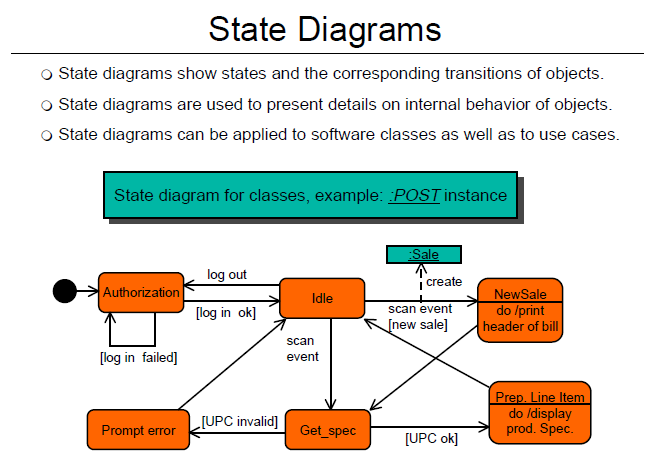 State Diagrams
State diagrams show states and the corresponding transitions of objects.
State diagrams are used to present details on internal behavior of objects.
State diagrams can be applied to software classes as well as to use cases.
State diagram for classes, example: :POST instance
:Sale
create
log out
Authorization
[log in ok]
Idle
scan event
[new sale]
NewSale
do /print
header of bill
[log in failed]
scan
event
Prep. Line Item
do /display
prod. Spec.
Prompt error
[UPC invalid]
Get_spec
[UPC ok]